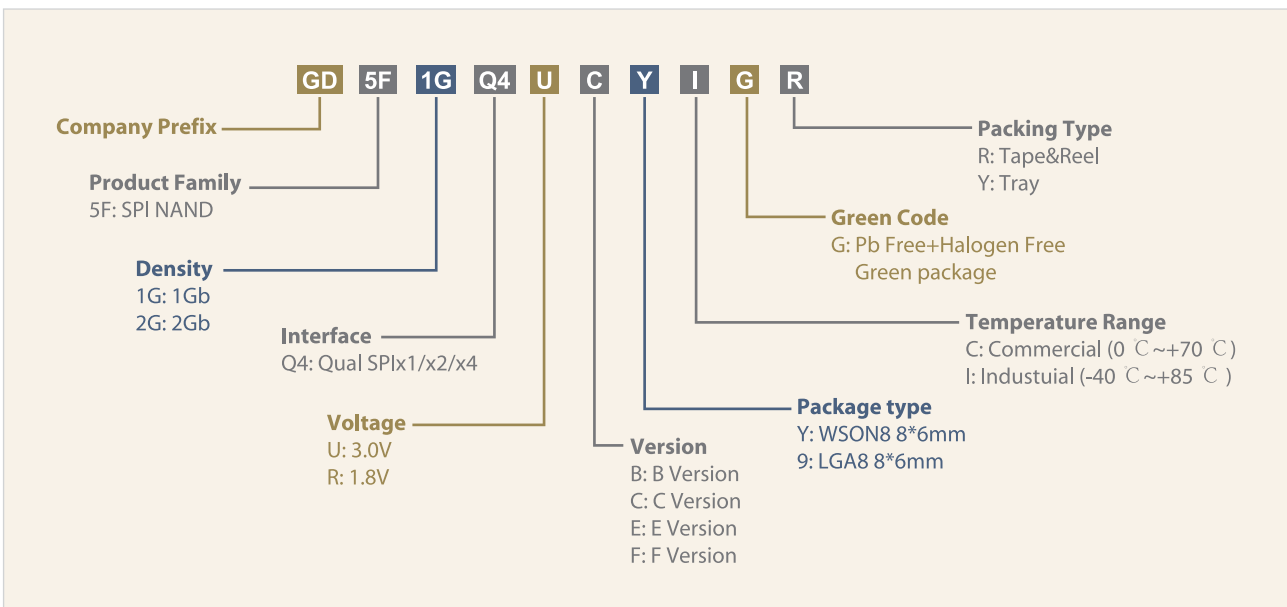 GD 5F 1G Q4 U C Y I G R
Company Prefix
Product Family
5F: SPI NAND
Density
1G: 1Gb
2G: 2Gb
Interface
Q4: Qual SPIx1/x2/x4
Voltage
U: 3.0V
R: 1.8V
Version
B: B Version
C: C Version
E: E Version
F: F Version
Package type
Y: WSON8 8*6mm
9: LGA8 8*6mm
Temperature Range
C: Commercial (0 ℃~+70 ℃)
I: Industuial (-40 ℃~+85 ℃ )
Green Code
G: Pb Free+Halogen Free
Green package
Packing Type
R: Tape&Reel
Y: Tray